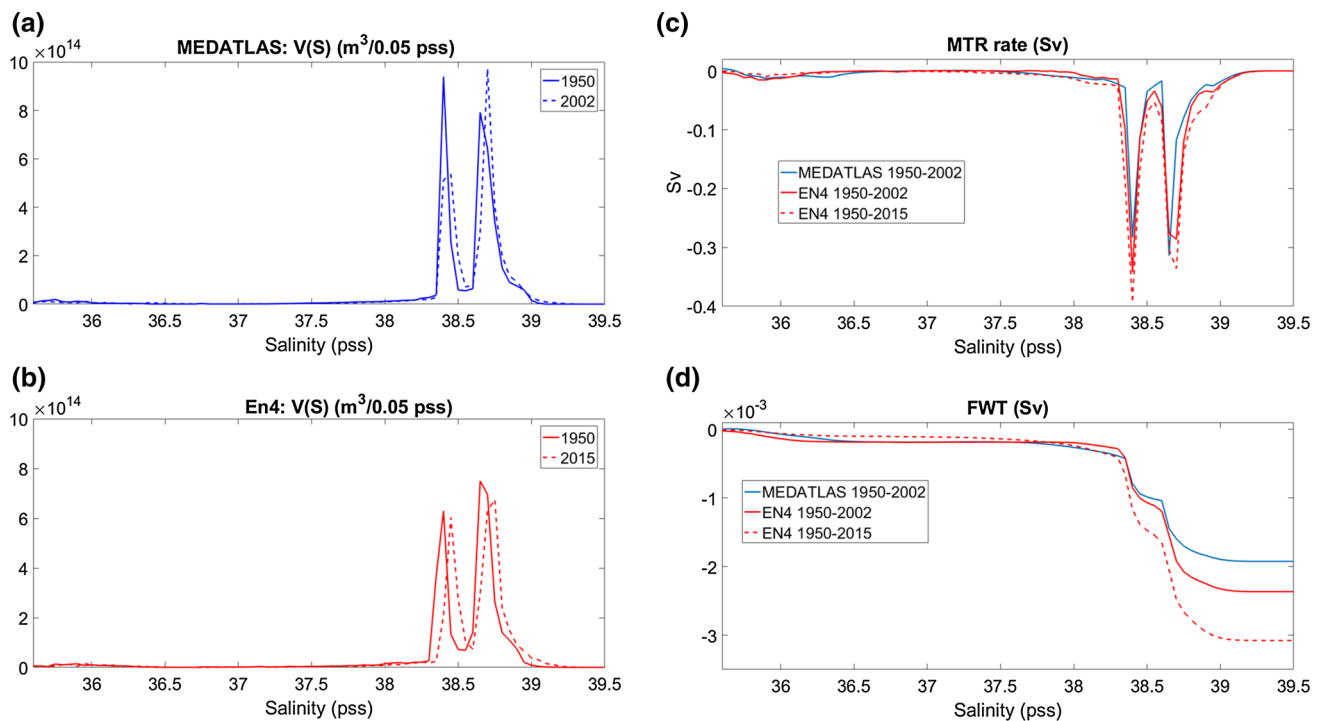 (a)
MEDATLAS: V(S) (m³/0.05 pss)
×10¹⁴
10
8
6
4
2
0
1950
2002
36 36.5 37 37.5 38 38.5 39 39.5
Salinity (pss)
(b)
En4: V(S) (m³/0.05 pss)
×10¹⁴
10
8
6
4
2
0
1950
2015
36 36.5 37 37.5 38 38.5 39 39.5
Salinity (pss)
(c)
MTR rate (Sv)
0
-0.1
-0.2
-0.3
-0.4
Sv
MEDATLAS 1950-2002
EN4 1950-2002
EN4 1950-2015
36 36.5 37 37.5 38 38.5 39 39.5
Salinity (pss)
(d)
FWT (Sv)
×10⁻³
0
-1
-2
-3
MEDATLAS 1950-2002
EN4 1950-2002
EN4 1950-2015
36 36.5 37 37.5 38 38.5 39 39.5
Salinity (pss)